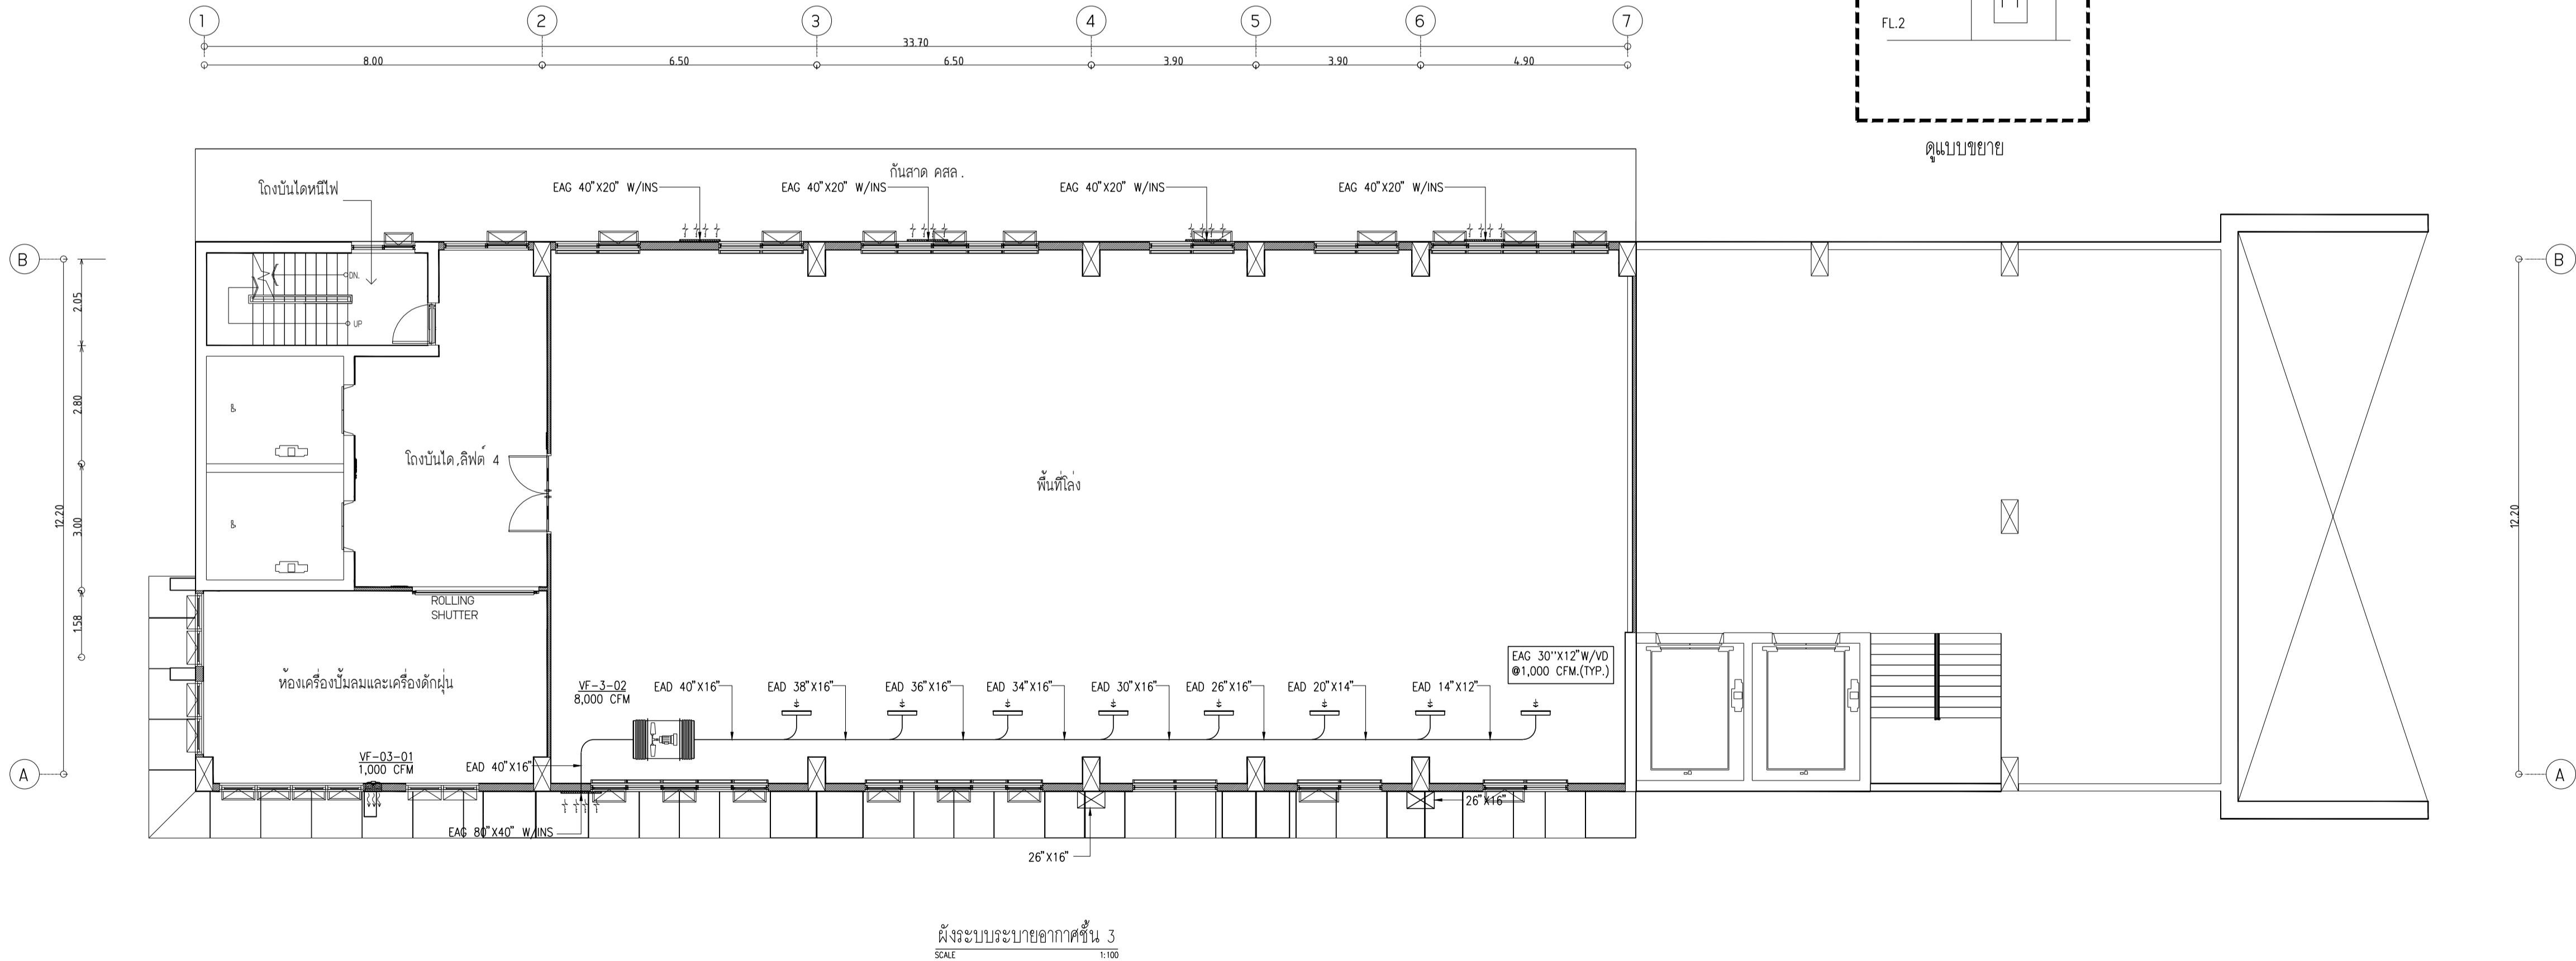 1
2
3
4
5
6
7
33.70
8.00
6.50
6.50
3.90
3.90
4.90
FL.2
ดูแบบขยาย
กันสาด คสล.
โถงบันไดหนีไฟ
EAG 40"X20" W/INS
EAG 40"X20" W/INS
EAG 40"X20" W/INS
EAG 40"X20" W/INS
B
B
DN.
UP
2.05
2.80
3.00
1.58
12.20
12.20
โถงบันได,ลิฟต์ 4
พื้นที่โล่ง
ROLLING
SHUTTER
ห้องเครื่องปั๊มลมและเครื่องดักฝุ่น
EAG 30''X12"W/VD
@1,000 CFM.(TYP.)
VF-3-02
8,000 CFM
EAD 40"X16"
EAD 38"X16"
EAD 36"X16"
EAD 34"X16"
EAD 30"X16"
EAD 26"X16"
EAD 20"X14"
EAD 14"X12"
VF-03-01
1,000 CFM
EAD 40"X16"
A
A
26"X16"
EAG 80"X40" W/INS
26"X16"
ผังระบบระบายอากาศชั้น 3
SCALE 1:100